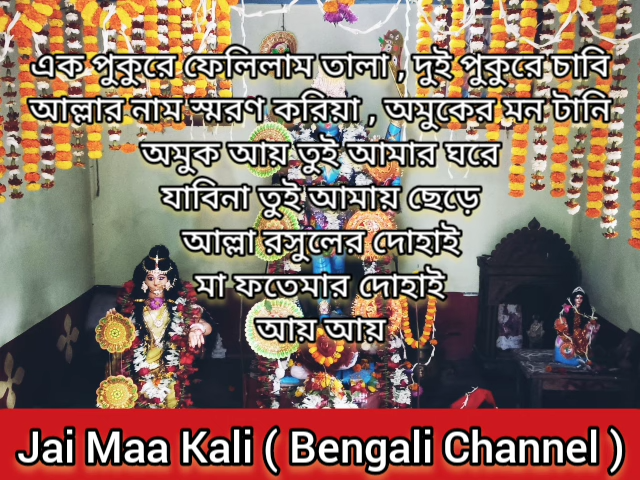 এক পুকুরে ফেলিলাম তালা , দুই পুকুরে চাবি
আল্লার নাম স্মরণ করিয়া , অমুকের মন টানি
অমুক আয় তুই আমার ঘরে
যাবিনা তুই আমায় ছেড়ে
আল্লা রসুলের দোহাই
মা ফতেমার দোহাই
আয় আয়
Jai Maa Kali ( Bengali Channel )